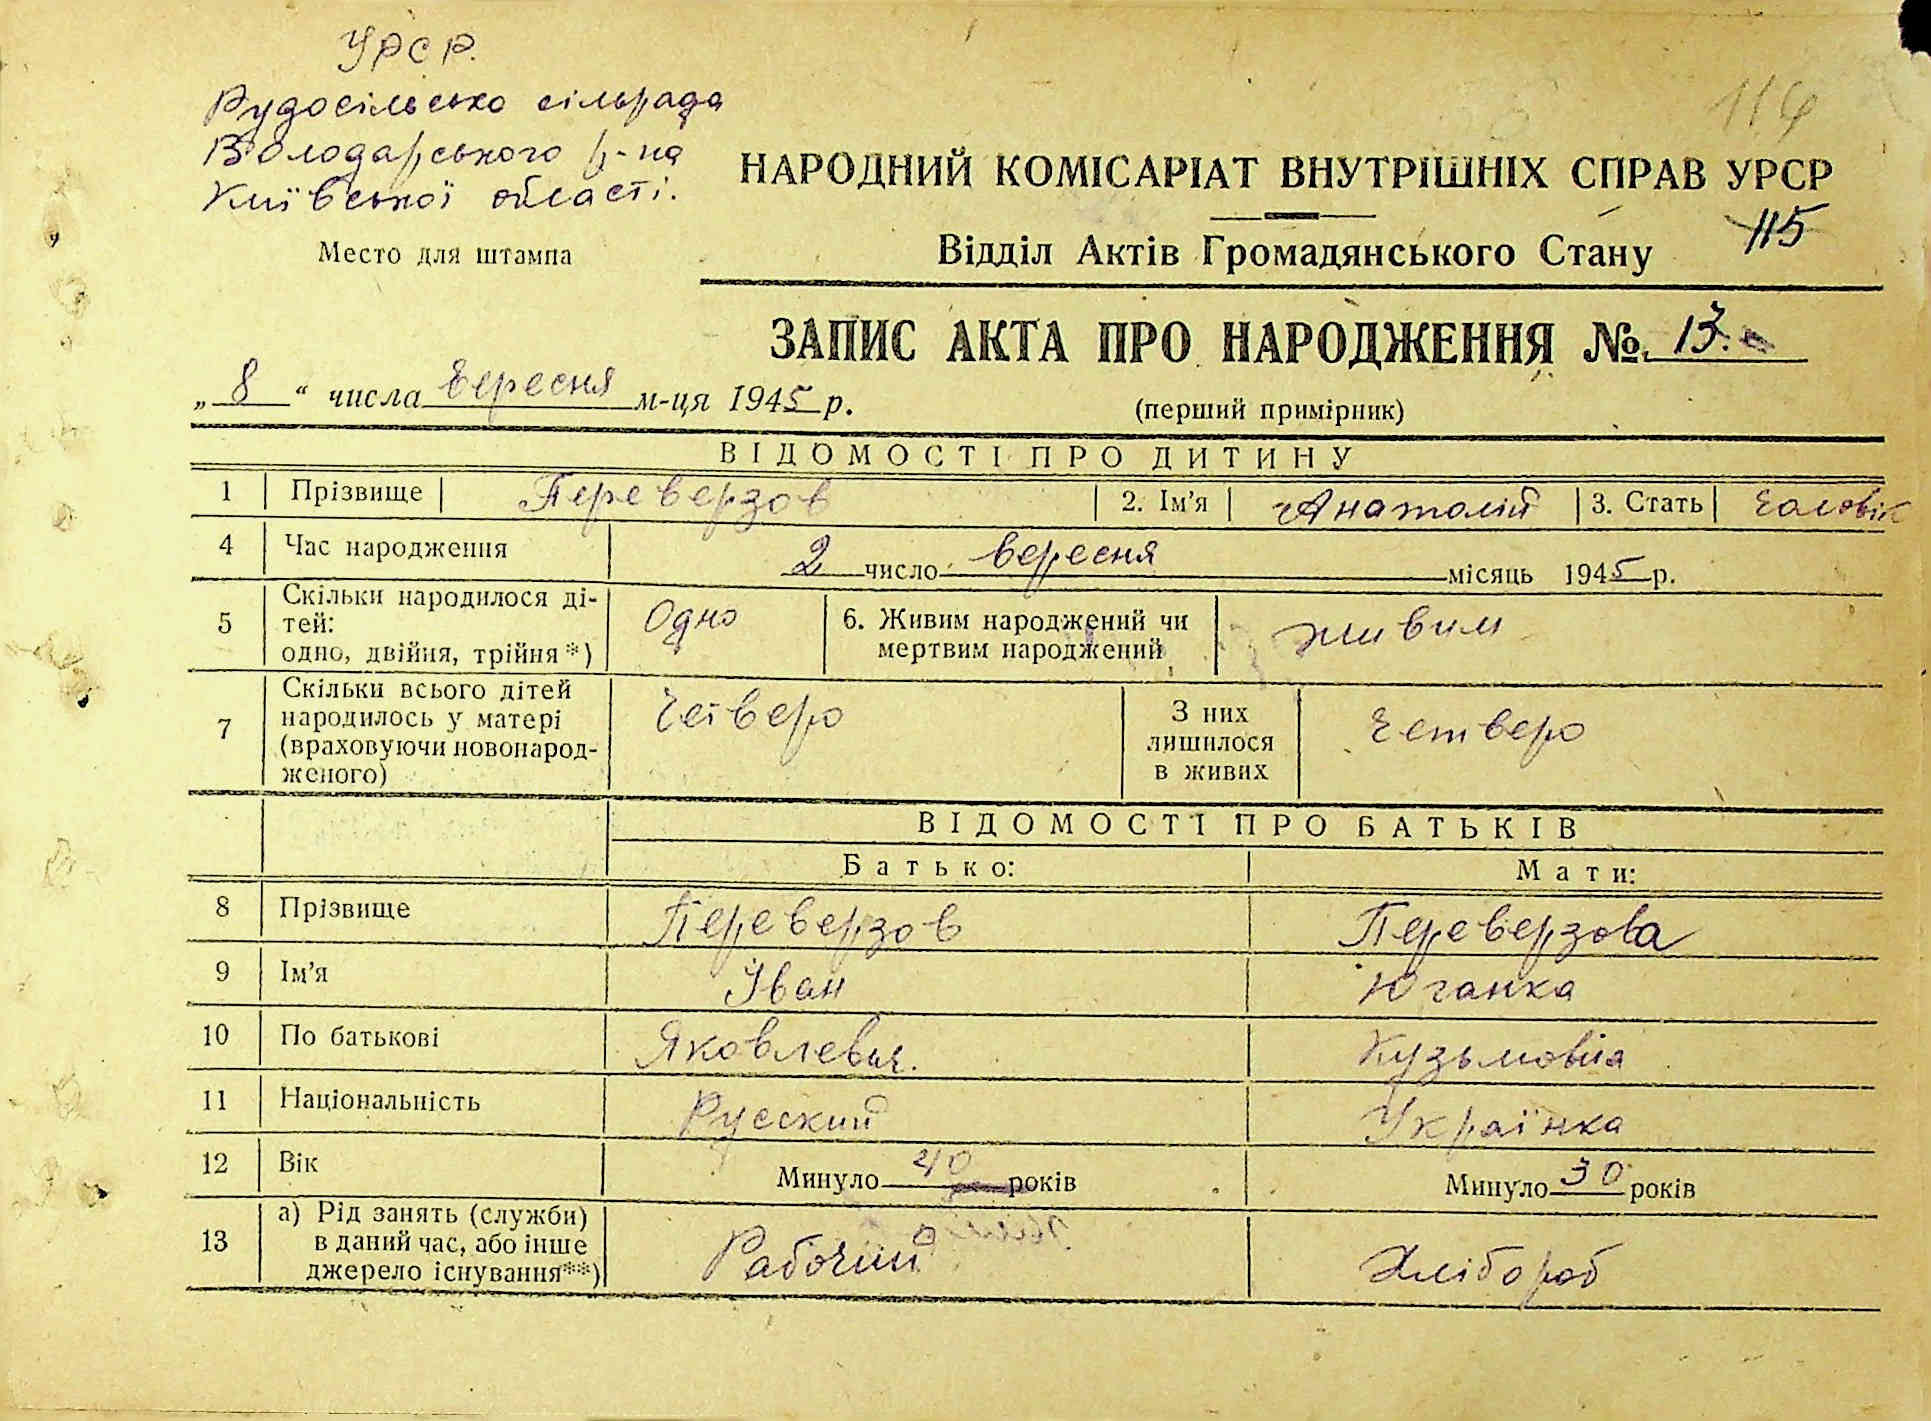 УРСР.
Рудосільсько сільрада
Володарського р-на
Київської області.
Место для штампа
116
НАРОДНИЙ КОМІСАРІАТ ВНУТРІШНІХ СПРАВ УРСР
115
Відділ Актів Громадянського Стану
ЗАПИС АКТА ПРО НАРОДЖЕННЯ № 13.
„8“ числа вересня м-ця 1945 р.
(перший примірник)
ВІДОМОСТІ ПРО ДИТИНУ
1 Прізвище Переверзов 2. Ім'я Анатолій 3. Стать чоловік
4 Час народження 2 число вересня місяць 1945 р.
5 Скільки народилося ді-
тей:
одно, двійня, трійня*) Одно 6. Живим народжений чи
мертвим народжений живим
7 Скільки всього дітей
народилось у матері
(враховуючи новонарод-
женого) Четверо З них
лишилося
в живих Четверо
ВІДОМОСТІ ПРО БАТЬКІВ
Батько: Мати:
8 Прізвище Переверзов Переверзова
9 Ім'я Іван Юганка
10 По батькові Яковлевич. Кузьмовна
11 Національність Русский Українка
12 Вік Минуло 40 років Минуло 30 років
13 а) Рід занять (служби)
в даний час, або інше
джерело існування**) Рабочий Хлібороб